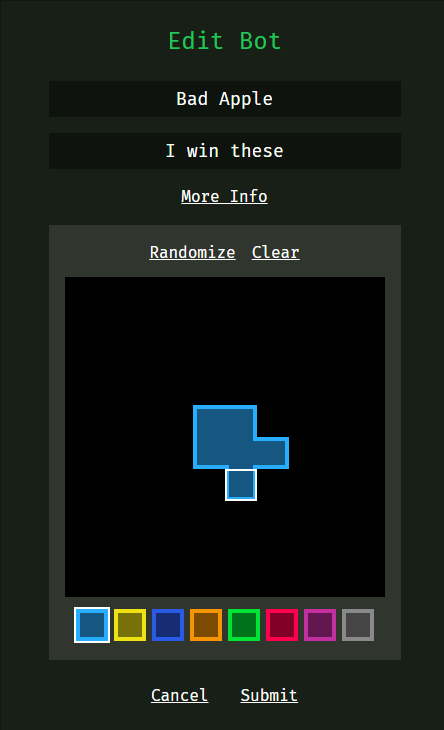 Edit Bot
Bad Apple
I win these
More Info
Randomize Clear
Cancel Submit